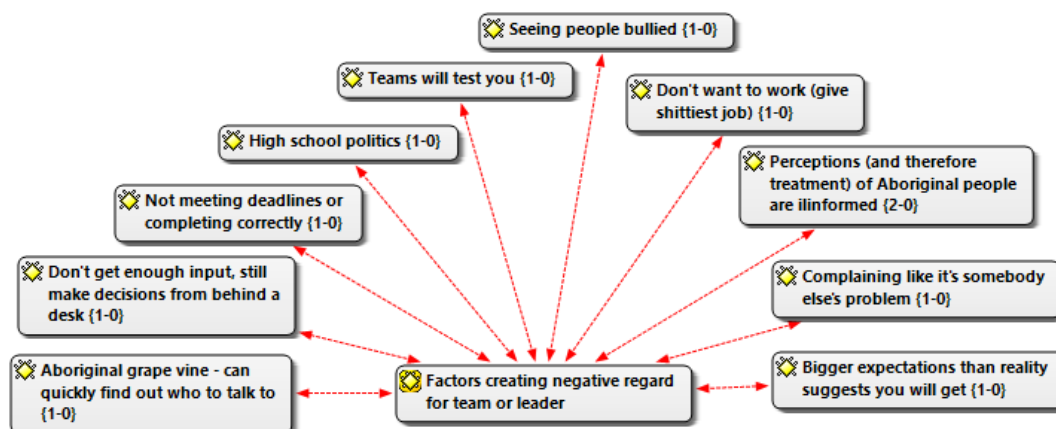 Seeing people bullied {1-0}
Teams will test you {1-0}
Don't want to work (give
shittiest job) {1-0}
High school politics {1-0}
Perceptions (and therefore
treatment) of Aboriginal people
are ilinformed {2-0}
Not meeting deadlines or
completing correctly {1-0}
Don't get enough input, still
make decisions from behind a
desk {1-0}
Complaining like it's somebody
else's problem {1-0}
Aboriginal grape vine - can
quickly find out who to talk to
{1-0}
Factors creating negative regard
for team or leader
Bigger expectations than reality
suggests you will get {1-0}